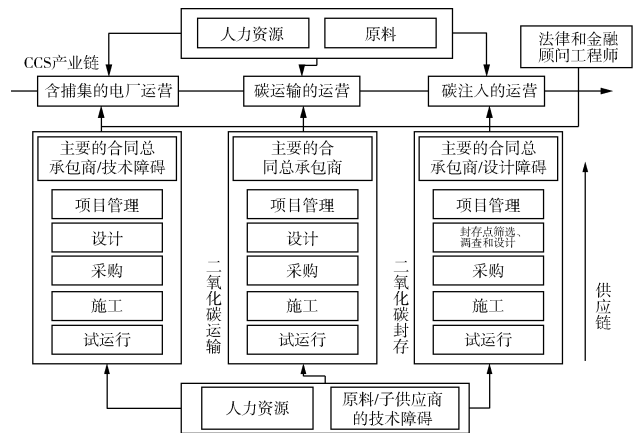 人力资源
原料
法律和金融
顾问工程师
CCS产业链
含捕集的电厂运营
碳运输的运营
碳注入的运营
主要的合同总
承包商/技术障碍
项目管理
设计
采购
施工
试运行
二氧化碳运输
主要的合
同总承包商
项目管理
设计
采购
施工
试运行
二氧化碳封存
主要的合同总
承包商/设计障碍
项目管理
封存点筛选、
调查和设计
采购
施工
试运行
供应链
人力资源
原料/子供应商
的技术障碍